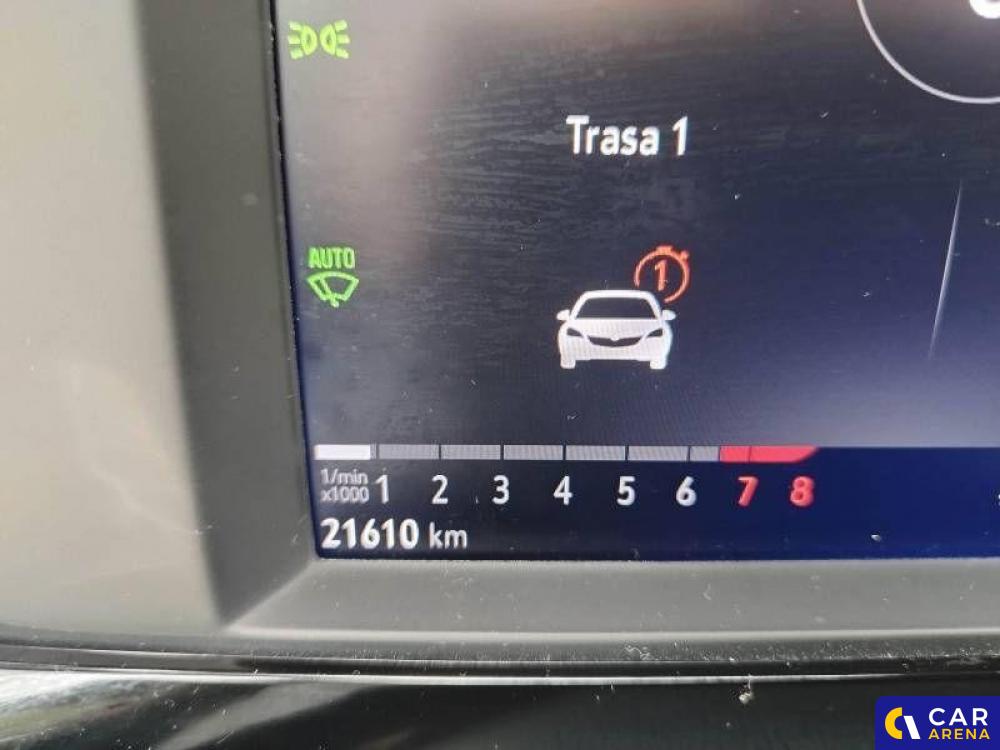 Trasa 1
AUTO
1
1/min
x1000 1 2 3 4 5 6 7 8
21610 km
CAR
ARENA